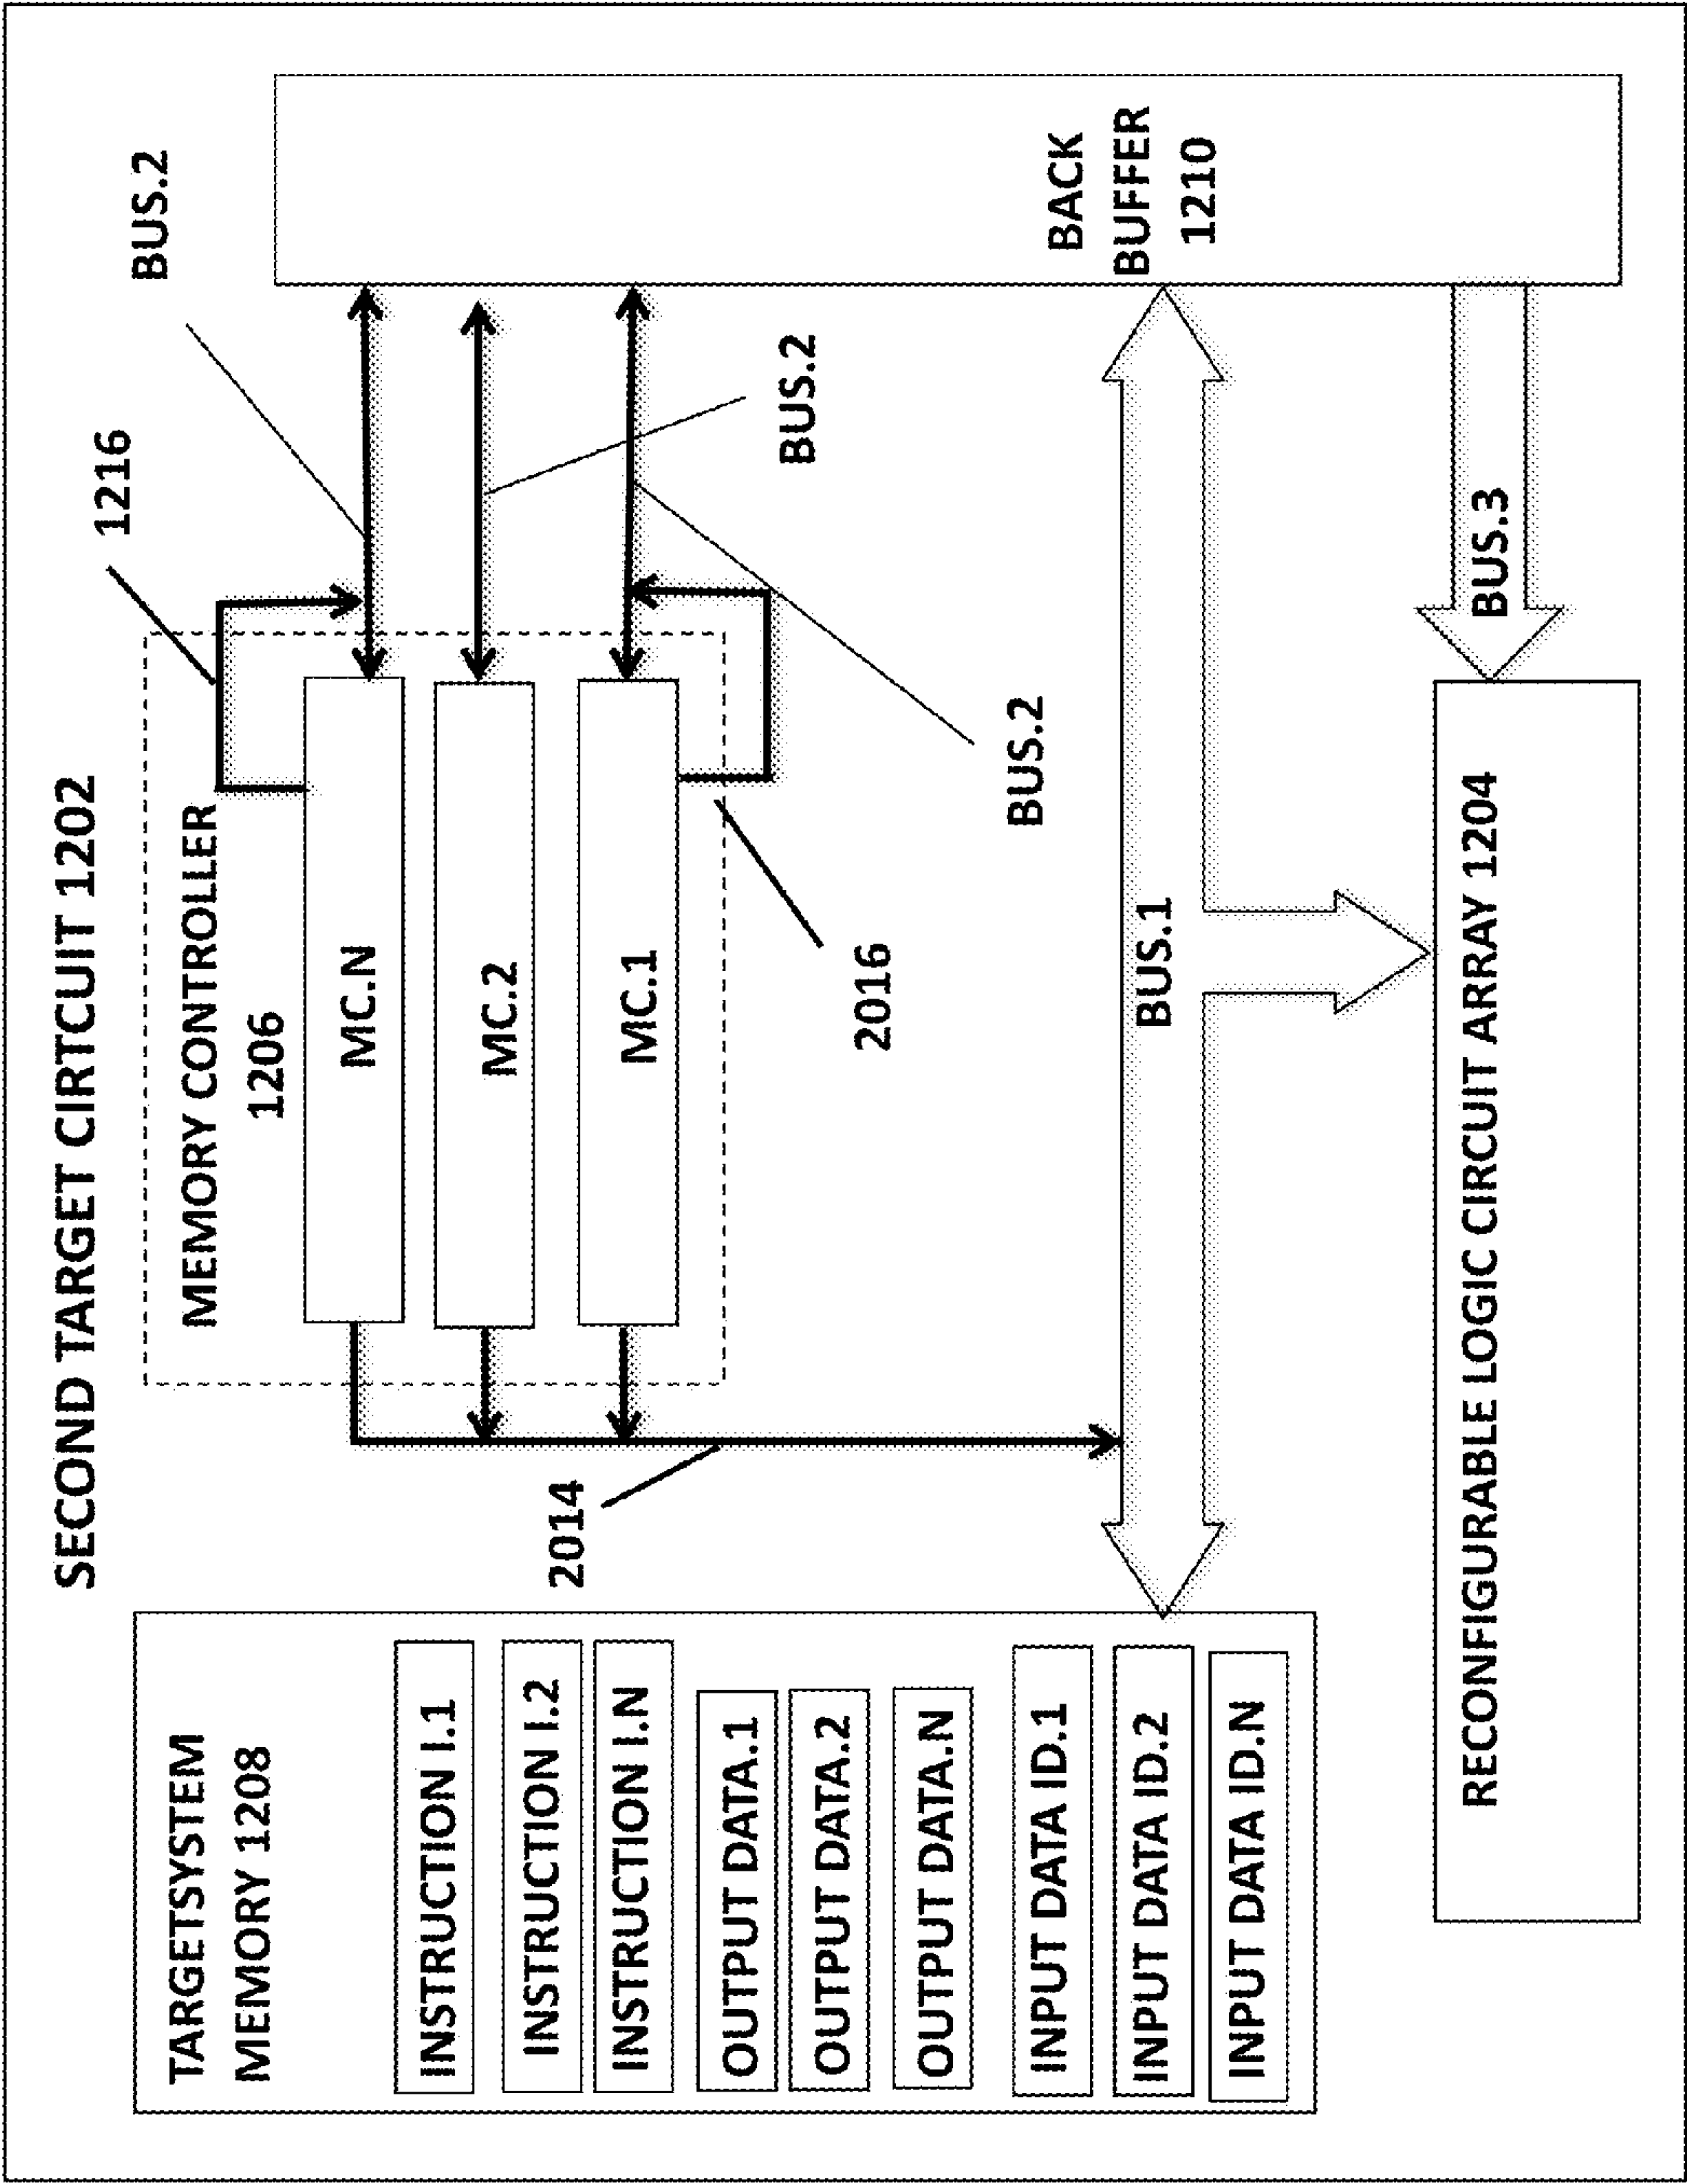 SECOND TARGET CIRTCUIT 1202
TARGETSYSTEM
MEMORY 1208
INSTRUCTION I.1
INSTRUCTION I.2
INSTRUCTION I.N
OUTPUT DATA.1
OUTPUT DATA.2
OUTPUT DATA.N
INPUT DATA ID.1
INPUT DATA ID.2
INPUT DATA ID.N
2014
MEMORY CONTROLLER
1206
MC.N
MC.2
MC.1
1216
2016
BUS.2
BUS.2
BUS.2
BUS.1
BACK
BUFFER
1210
BUS.3
RECONFIGURABLE LOGIC CIRCUIT ARRAY 1204